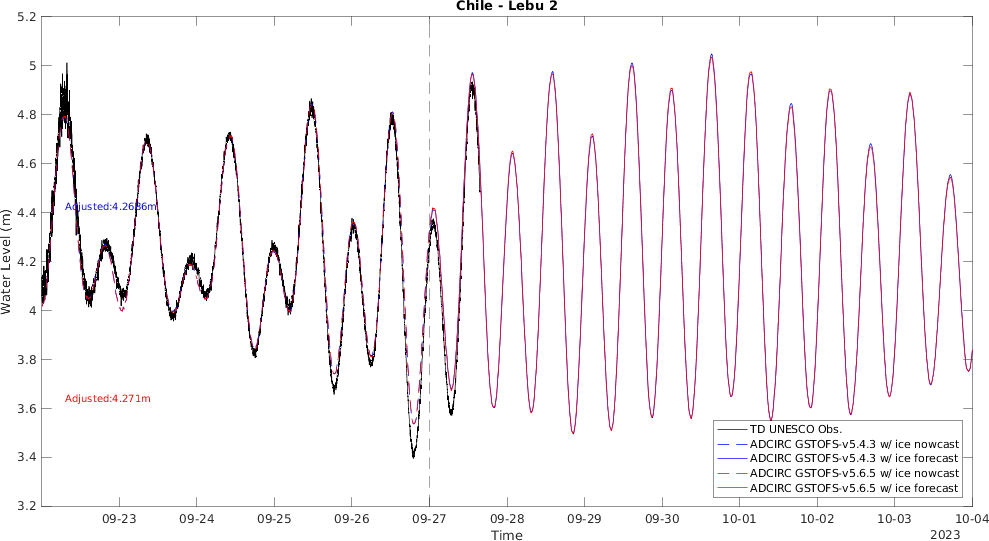 Chile - Lebu 2
5.2
5
4.8
4.6
4.4
4.2
4
3.8
3.6
3.4
3.2
Water Level (m)
Adjusted:4.2686m
Adjusted:4.271m
TD UNESCO Obs.
ADCIRC GSTOFS-v5.4.3 w/ ice nowcast
ADCIRC GSTOFS-v5.4.3 w/ ice forecast
ADCIRC GSTOFS-v5.6.5 w/ ice nowcast
ADCIRC GSTOFS-v5.6.5 w/ ice forecast
09-23 09-24 09-25 09-26 09-27 09-28 09-29 09-30 10-01 10-02 10-03 10-04
Time
2023